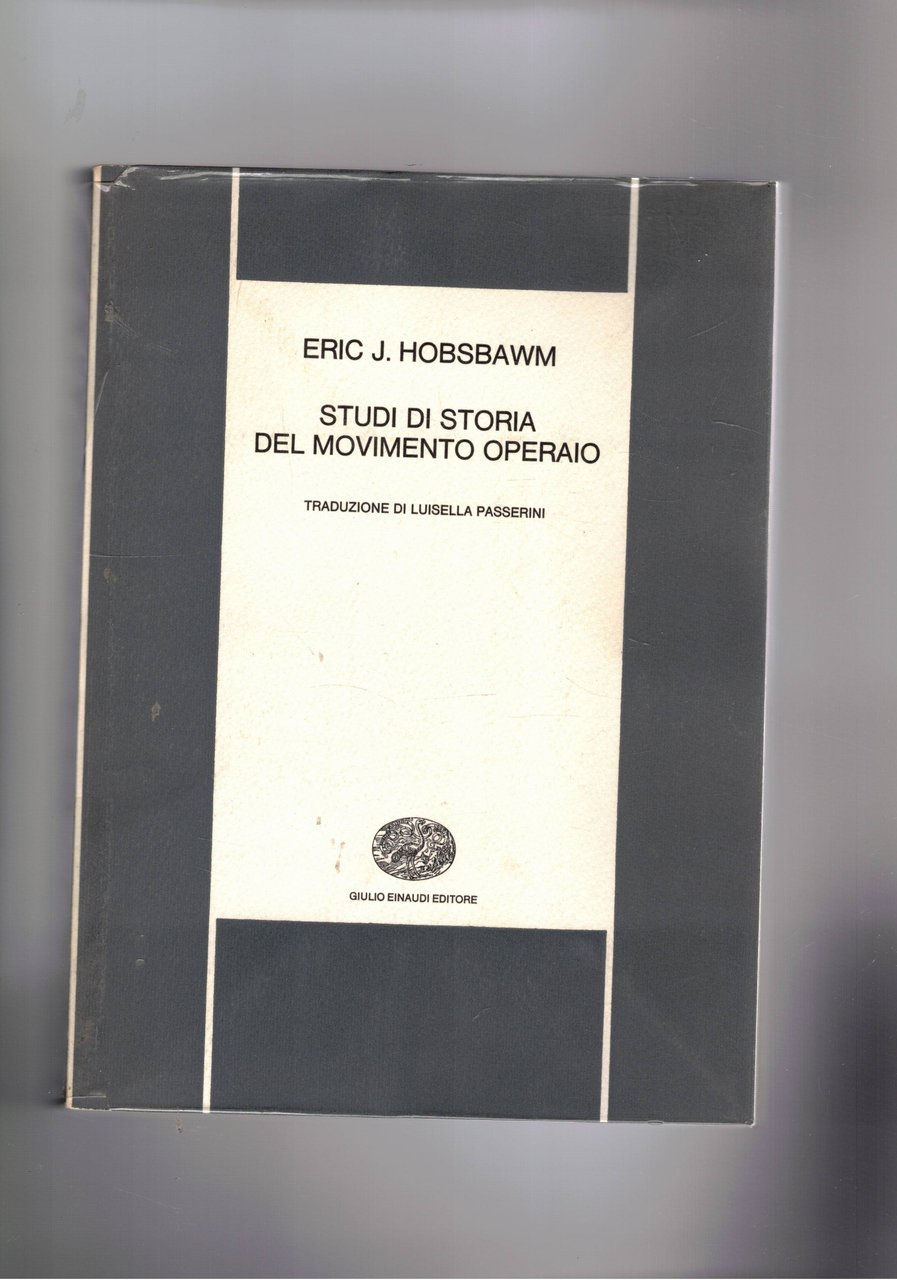 ERIC J. HOBSBAWM
STUDI DI STORIA
DEL MOVIMENTO OPERAIO
TRADUZIONE DI LUISELLA PASSERINI
GIULIO EINAUDI EDITORE